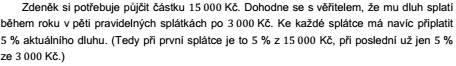 Zdeněk si potřebuje půjčit částku 15 000 Kč. Dohodne se s věřitelem, že mu dluh splatí
během roku v pěti pravidelných splátkách po 3 000 Kč. Ke každé splátce má navíc připlatit
5 % aktuálního dluhu. (Tedy při první splátce je to 5 % z 15 000 Kč, při poslední už jen 5 %
ze 3 000 Kč.)